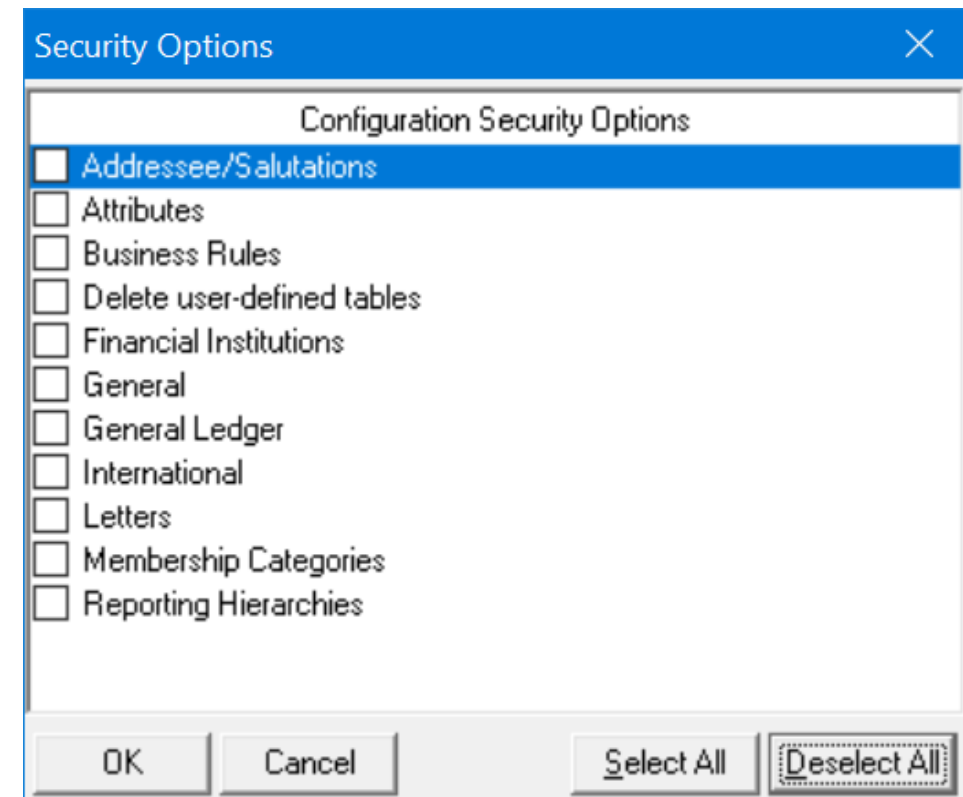 Security Options
Configuration Security Options
Addressee/Salutations
Attributes
Business Rules
Delete user-defined tables
Financial Institutions
General
General Ledger
International
Letters
Membership Categories
Reporting Hierarchies
OK Cancel Select All Deselect All